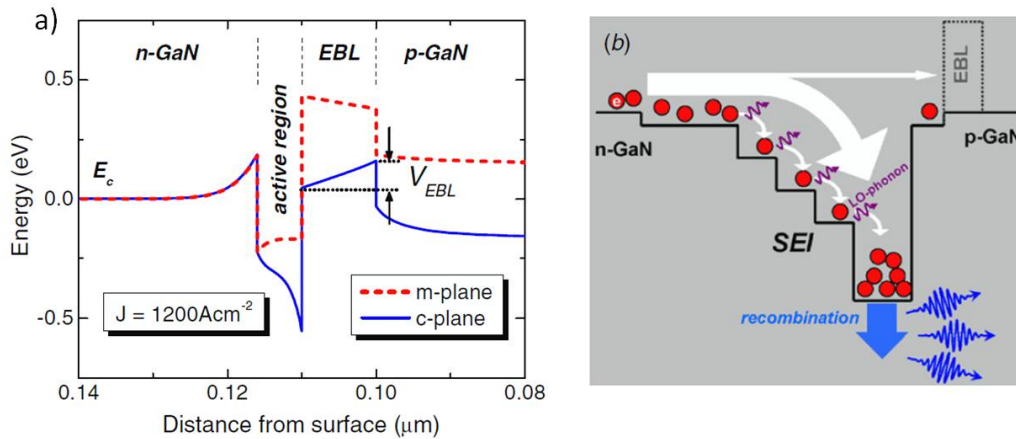 a)
n-GaN
EBL
p-GaN
0.5
0.0
-0.5
Energy (eV)
E_c
active region
V_EBL
J = 1200Acm⁻²
m-plane
c-plane
0.14
0.12
0.10
0.08
Distance from surface (μm)
(b)
EBL
e
n-GaN
p-GaN
LO-phonon
SEI
recombination